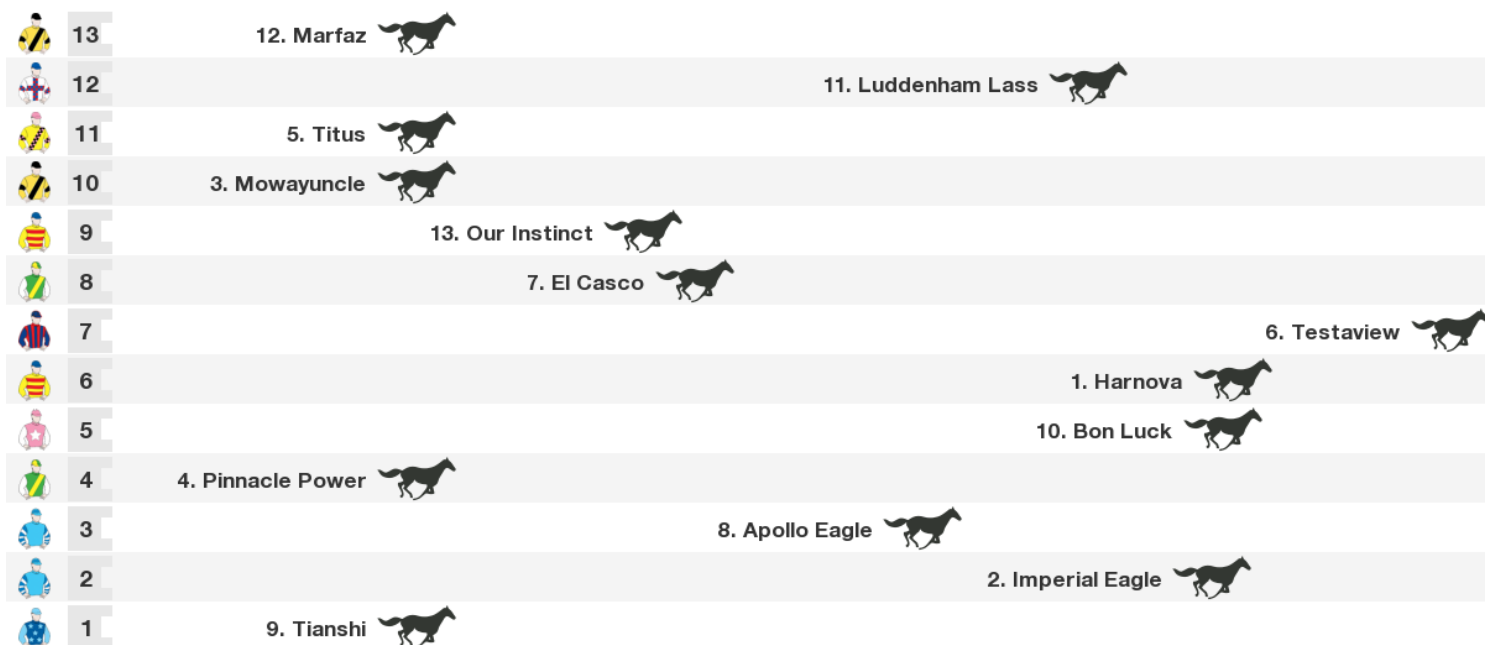 13 12. Marfaz
12 11. Luddenham Lass
11 5. Titus
10 3. Mowayuncle
9 13. Our Instinct
8 7. El Casco
7 6. Testaview
6 1. Harnova
5 10. Bon Luck
4 4. Pinnacle Power
3 8. Apollo Eagle
2 2. Imperial Eagle
1 9. Tianshi